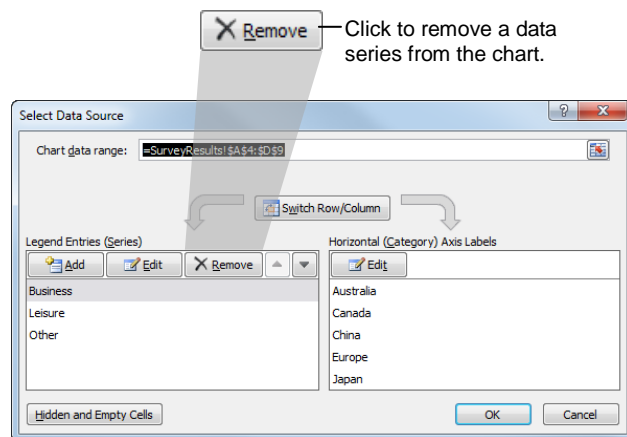 Remove
Click to remove a data
series from the chart.
Select Data Source
Chart data range: =SurveyResults!$A$4:$D$9
Switch Row/Column
Legend Entries (Series)
Horizontal (Category) Axis Labels
Add Edit Remove
Edit
Business
Australia
Leisure
Canada
Other
China
Europe
Japan
Hidden and Empty Cells
OK Cancel